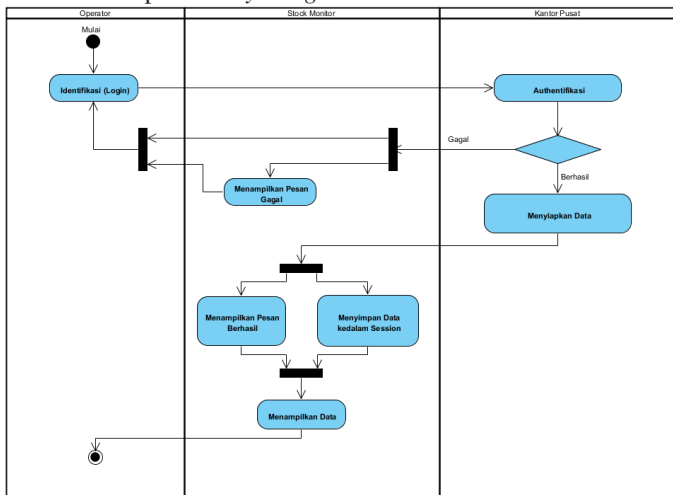 Operator
Stock Monitor
Kantor Pusat
Mulai
Identifikasi (Login)
Authentifikasi
Gagal
Berhasil
Menampilkan Pesan
Gagal
Menyiapkan Data
Menampilkan Pesan
Berhasil
Menyimpan Data
kedalam Session
Menampilkan Data